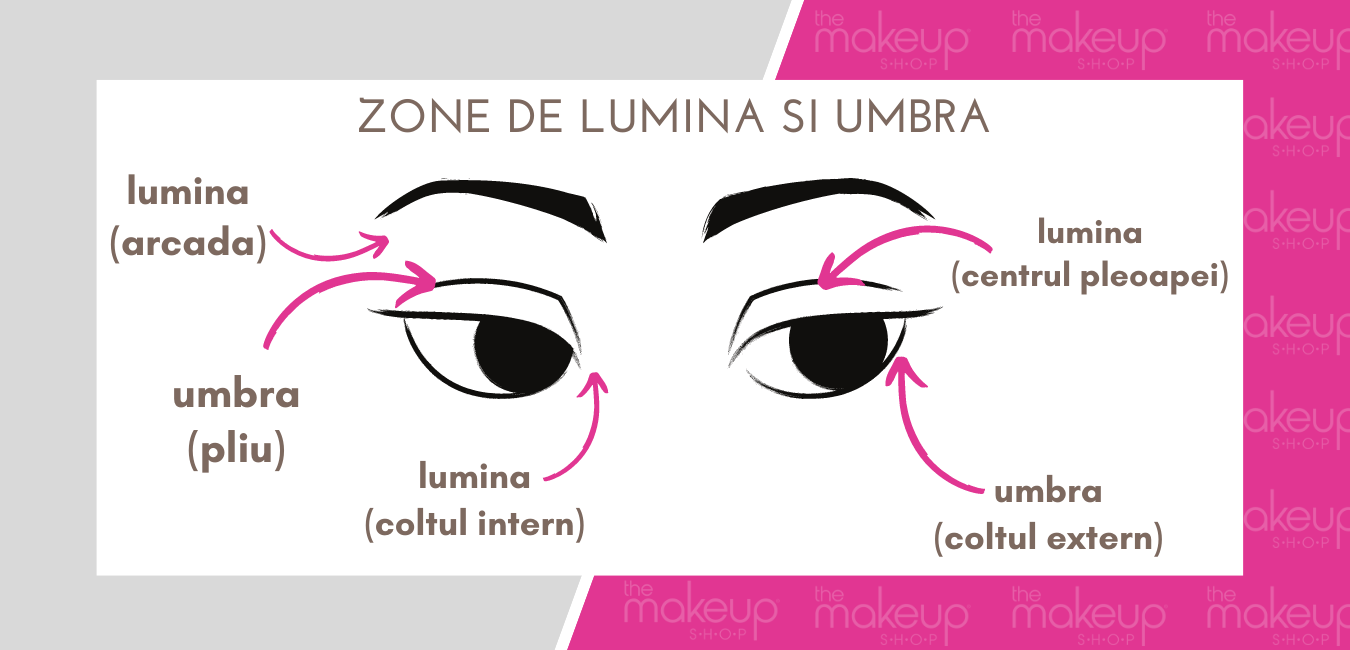 ZONE DE LUMINA SI UMBRA
lumina
(arcada)
umbra
(pliu)
lumina
(coltul intern)
lumina
(centrul pleoapei)
umbra
(coltul extern)
the
makeup
S·H·O·P
the
makeup
S·H·O·P
the
makeup
S·H·O·P
akeup
S·H·O·P
akeup
S·H·O·P
akeup
S·H·O·P
akeup
S·H·O·P
akeup
S·H·O·P
the
makeup
S·H·O·P
the
makeup
S·H·O·P
the
makeup
S·H·O·P
the
makeup
S·H·O·P